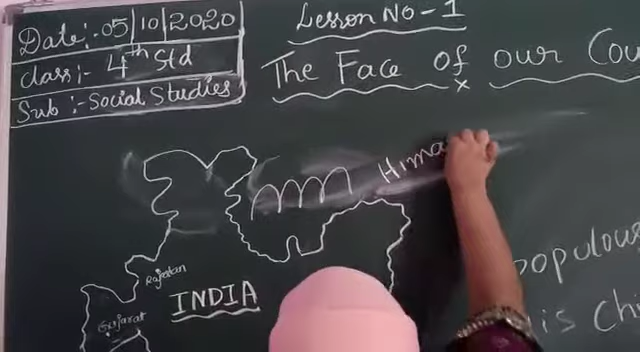 Date:- 05/10/2020
Class:- 4th Std
Sub :- Social Studies
Lesson No - 1
The Face of our
Hima
Rajastan
INDIA
Gujarat
populous
is